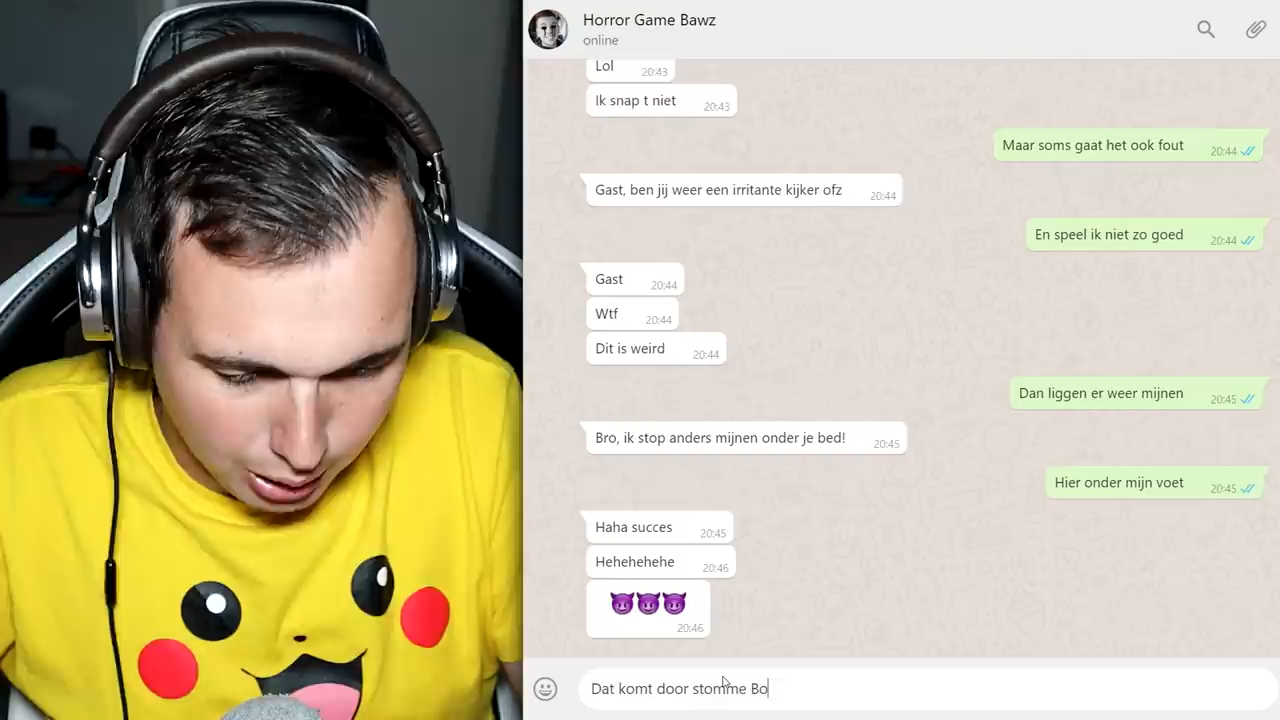 Horror Game Bawz
online
Lol 20:43
Ik snap t niet 20:43
Maar soms gaat het ook fout 20:44
Gast, ben jij weer een irritante kijker ofz 20:44
En speel ik niet zo goed 20:44
Gast 20:44
Wtf 20:44
Dit is weird 20:44
Dan liggen er weer mijnen 20:45
Bro, ik stop anders mijnen onder je bed! 20:45
Hier onder mijn voet 20:45
Haha succes 20:45
Hehehehehe 20:46
😈😈😈
20:46
Dat komt door stomme Bo